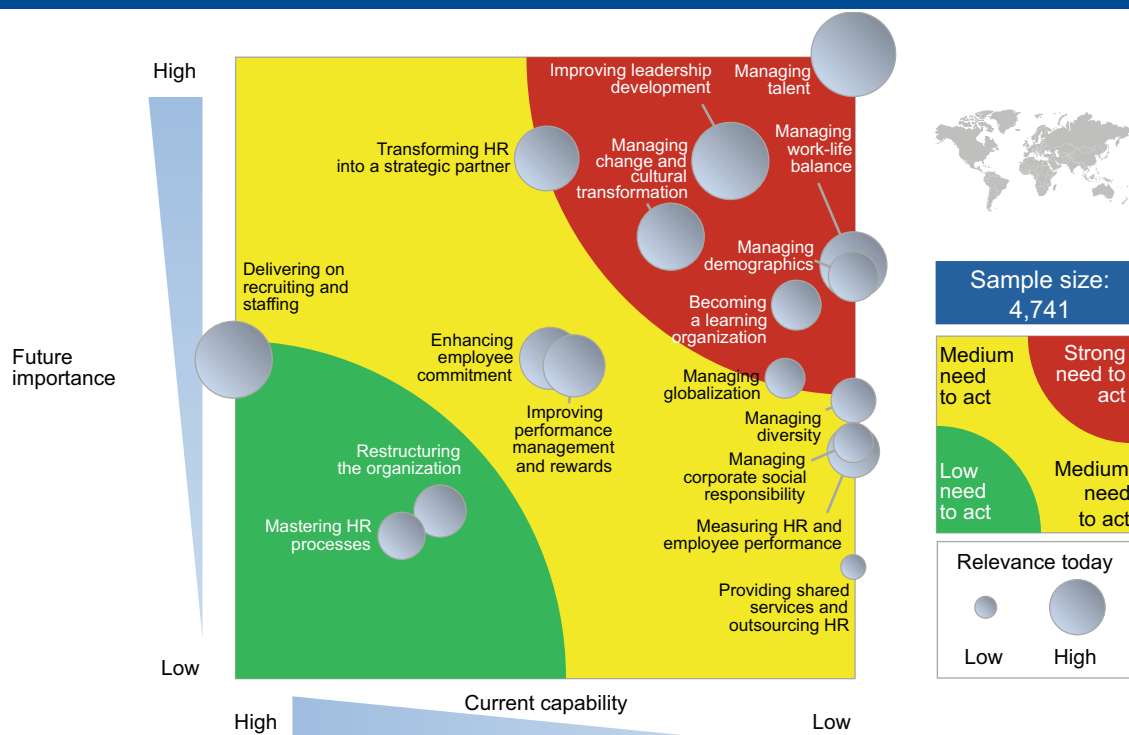 High
Future
importance
Low
High
Current capability
Low
Improving leadership
development
Managing
talent
Transforming HR
into a strategic partner
Managing
change and
cultural
transformation
Managing
work-life
balance
Delivering on
recruiting and
staffing
Managing
demographics
Becoming
a learning
organization
Enhancing
employee
commitment
Improving
performance
management
and rewards
Managing
globalization
Managing
diversity
Managing
corporate social
responsibility
Restructuring
the organization
Mastering HR
processes
Measuring HR and
employee performance
Providing shared
services and
outsourcing HR
Sample size:
4,741
Medium
need
to act
Strong
need to
act
Low
need
to act
Medium
need
to act
Relevance today
Low
High